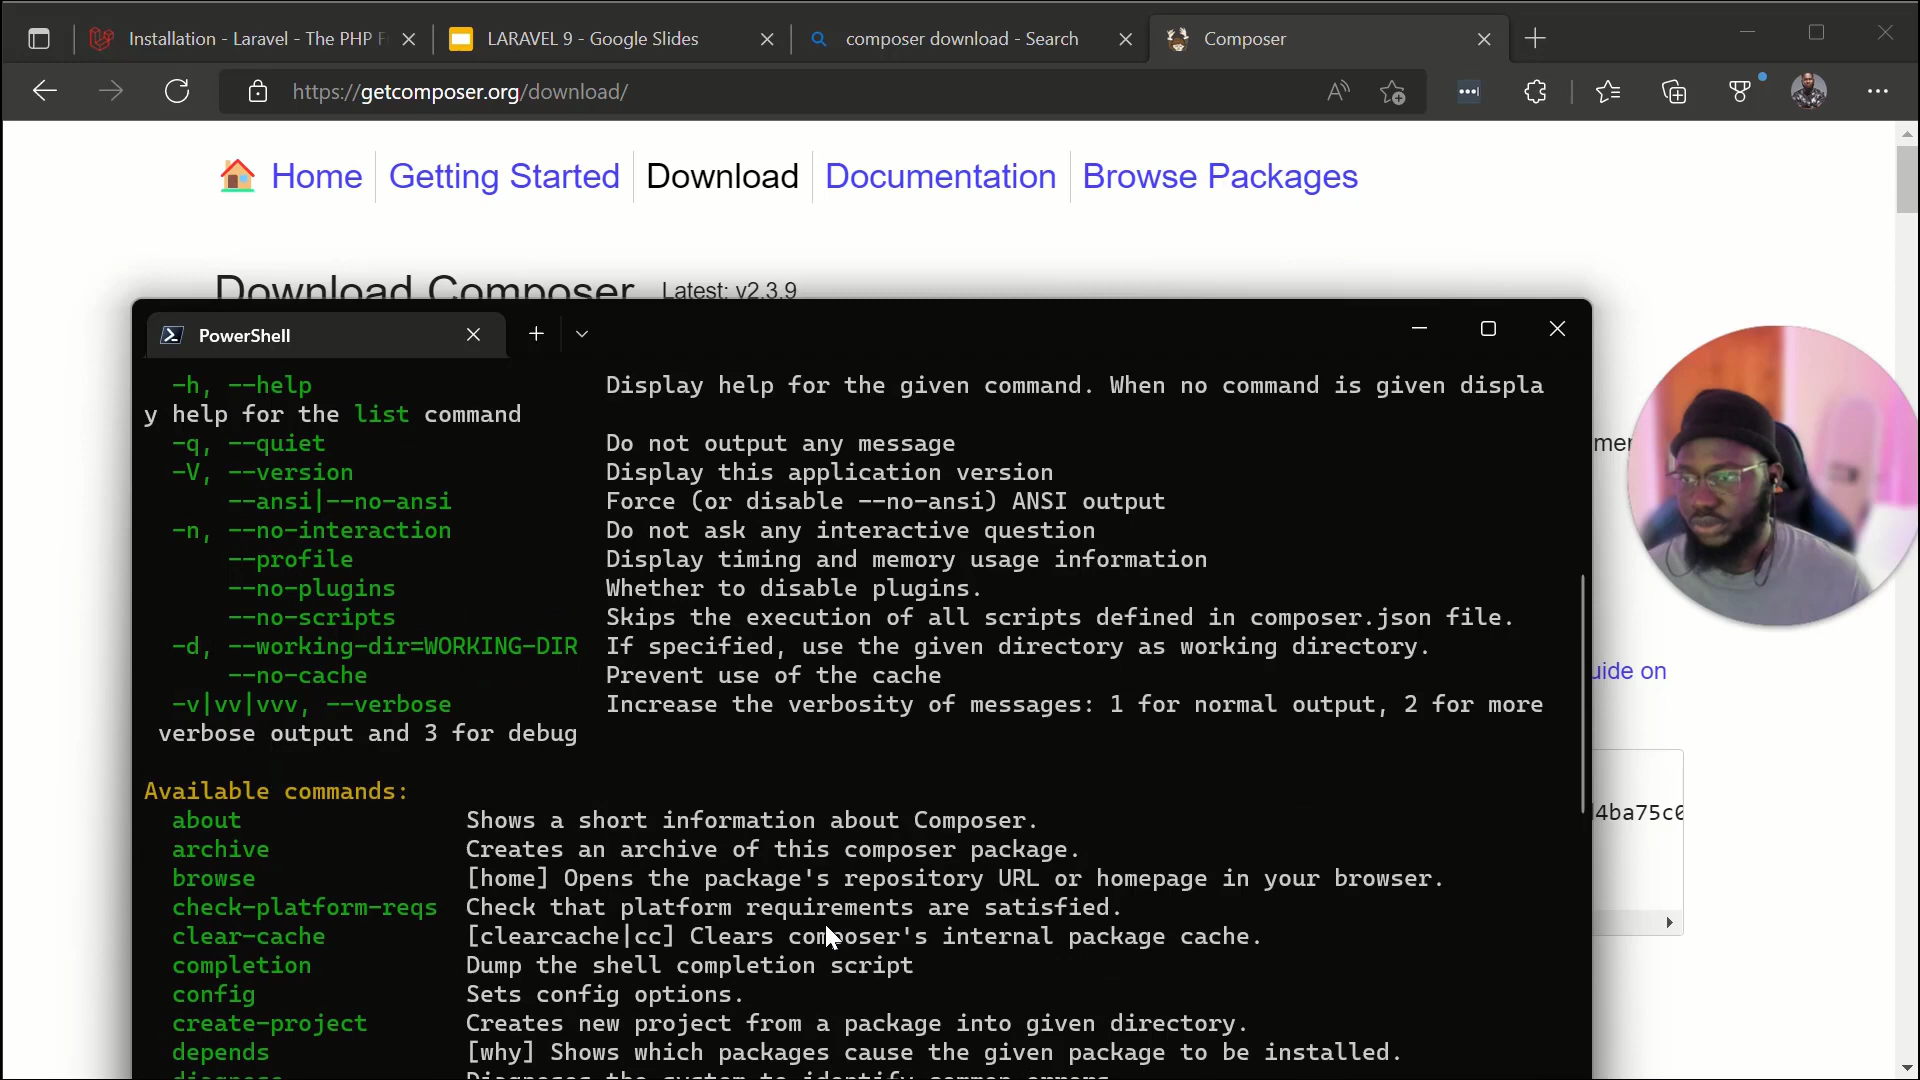 Installation - Laravel - The PHP F
LARAVEL 9 - Google Slides
composer download - Search
Composer
https://getcomposer.org/download/
Home
Getting Started
Download
Documentation
Browse Packages
Download Composer Latest: v2.3.9
PowerShell
-h, --help Display help for the given command. When no command is given displa
y help for the list command
-q, --quiet Do not output any message
-V, --version Display this application version
--ansi|--no-ansi Force (or disable --no-ansi) ANSI output
-n, --no-interaction Do not ask any interactive question
--profile Display timing and memory usage information
--no-plugins Whether to disable plugins.
--no-scripts Skips the execution of all scripts defined in composer.json file.
-d, --working-dir=WORKING-DIR If specified, use the given directory as working directory.
--no-cache Prevent use of the cache
-v|vv|vvv, --verbose Increase the verbosity of messages: 1 for normal output, 2 for more
verbose output and 3 for debug
Available commands:
about Shows a short information about Composer.
archive Creates an archive of this composer package.
browse [home] Opens the package's repository URL or homepage in your browser.
check-platform-reqs Check that platform requirements are satisfied.
clear-cache [clearcache|cc] Clears composer's internal package cache.
completion Dump the shell completion script
config Sets config options.
create-project Creates new project from a package into given directory.
depends [why] Shows which packages cause the given package to be installed.
diagnose Diagnoses the system to identify common errors.
mer
uide on
4ba75c